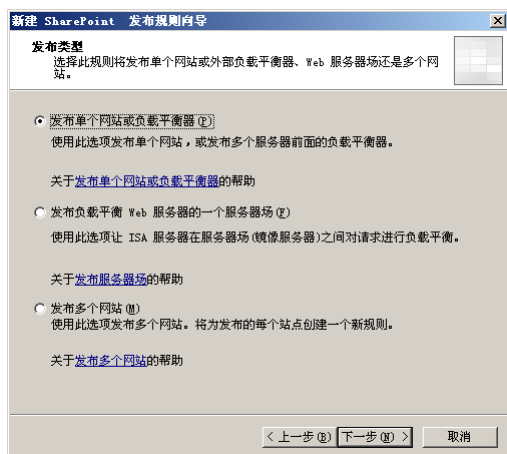 新建 SharePoint 发布规则向导
发布类型
选择此规则将发布单个网站或外部负载平衡器、Web 服务器场还是多个网
站。
发布单个网站或负载平衡器(P)
使用此选项发布单个网站，或发布多个服务器前面的负载平衡器。
关于发布单个网站或负载平衡器的帮助
发布负载平衡 Web 服务器的一个服务器场(F)
使用此选项让 ISA 服务器在服务器场(镜像服务器)之间对请求进行负载平衡。
关于发布服务器场的帮助
发布多个网站(M)
使用此选项发布多个网站。将为发布的每个站点创建一个新规则。
关于发布多个网站的帮助
< 上一步(B) 下一步(N) > 取消